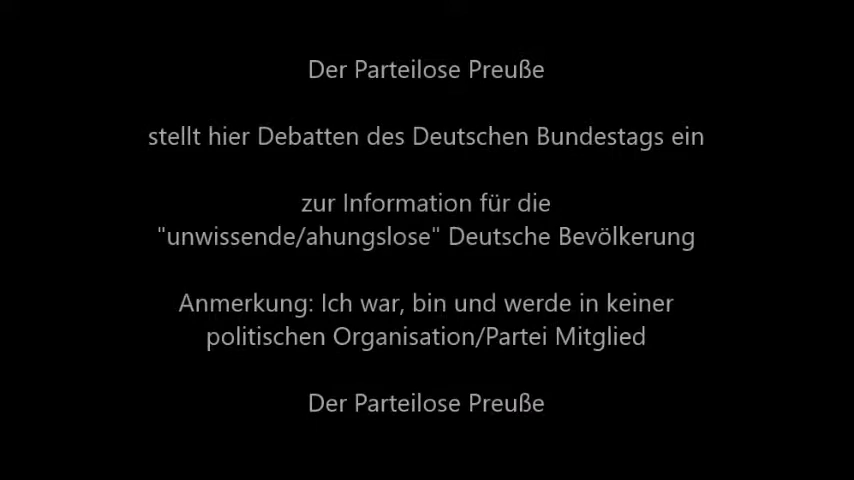 Der Parteilose Preuße
stellt hier Debatten des Deutschen Bundestags ein
zur Information für die
"unwissende/ahungslose" Deutsche Bevölkerung
Anmerkung: Ich war, bin und werde in keiner
politischen Organisation/Partei Mitglied
Der Parteilose Preuße